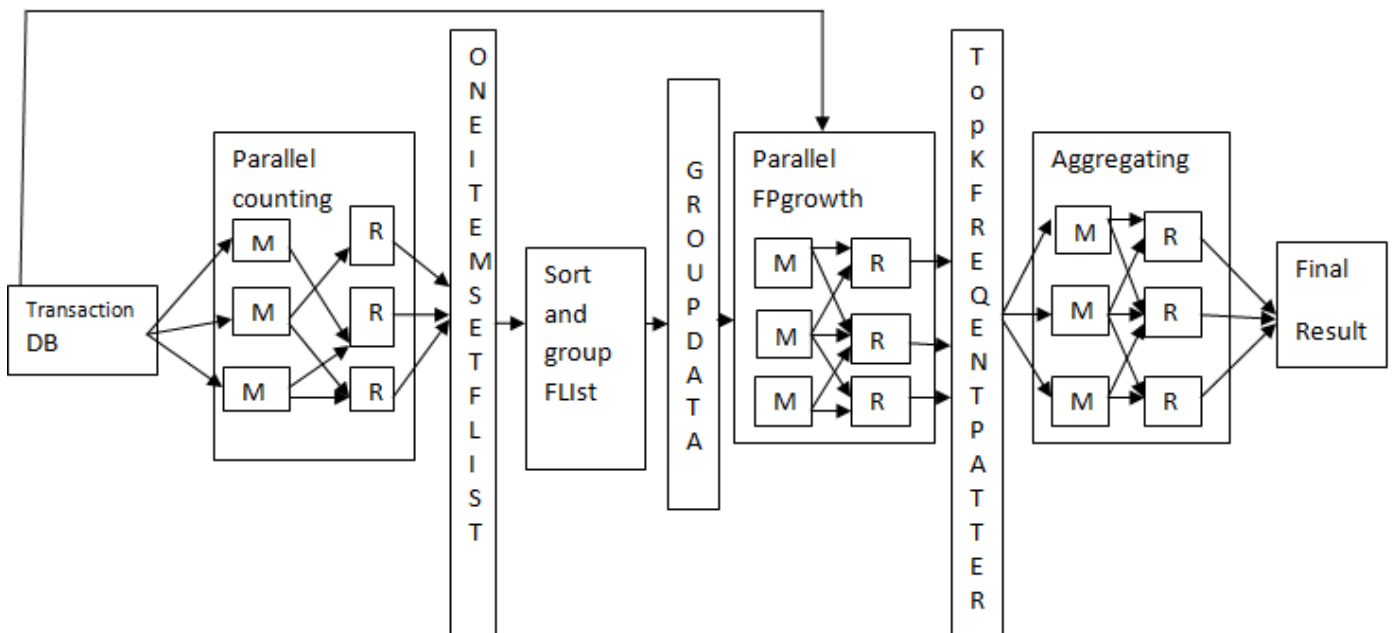 Transaction
DB
Parallel
counting
M
R
M
R
M
R
ONEITEMSETFLIST
Sort
and
group
FLIst
GROUPDATA
Parallel
FPgrowth
M
R
M
R
M
R
TopKFREQENTPATTER
Aggregating
M
R
M
R
M
R
Final
Result